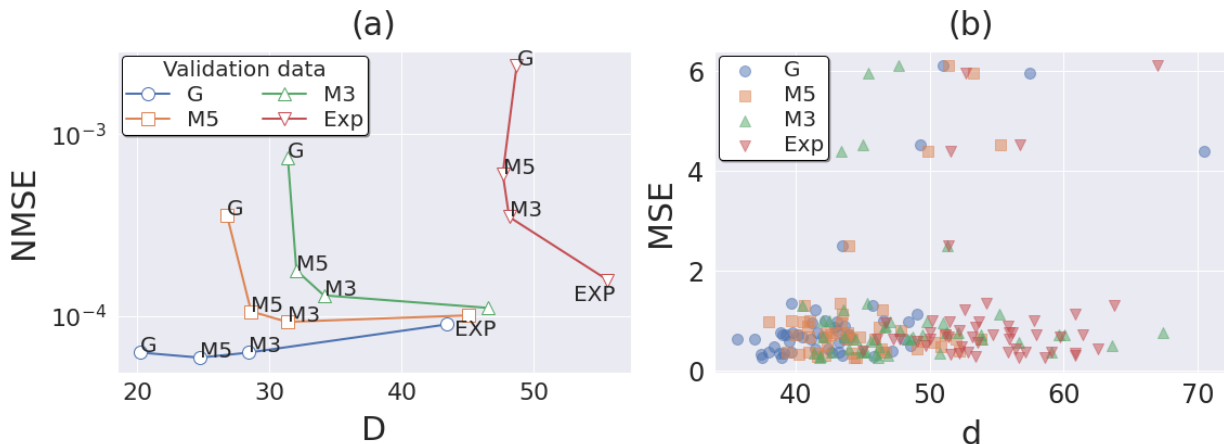 (a)
NMSE
10⁻³
10⁻⁴
Validation data
G M3
M5 Exp
G
M5
M3
EXP
G
M5
M3
G
M5
M3
G
M5
M3
EXP
20 30 40 50
D
(b)
MSE
6
4
2
0
G
M5
M3
Exp
40 50 60 70
d